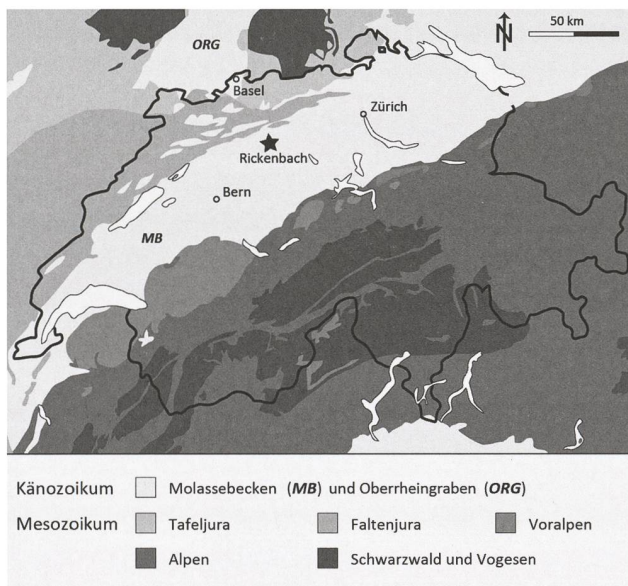 ORG
N
50 km
Basel
Zürich
Rickenbach
Bern
MB
Känozoikum Molassebecken (MB) und Oberrheingraben (ORG)
Mesozoikum Tafeljura Faltenjura Voralpen
Alpen Schwarzwald und Vogesen